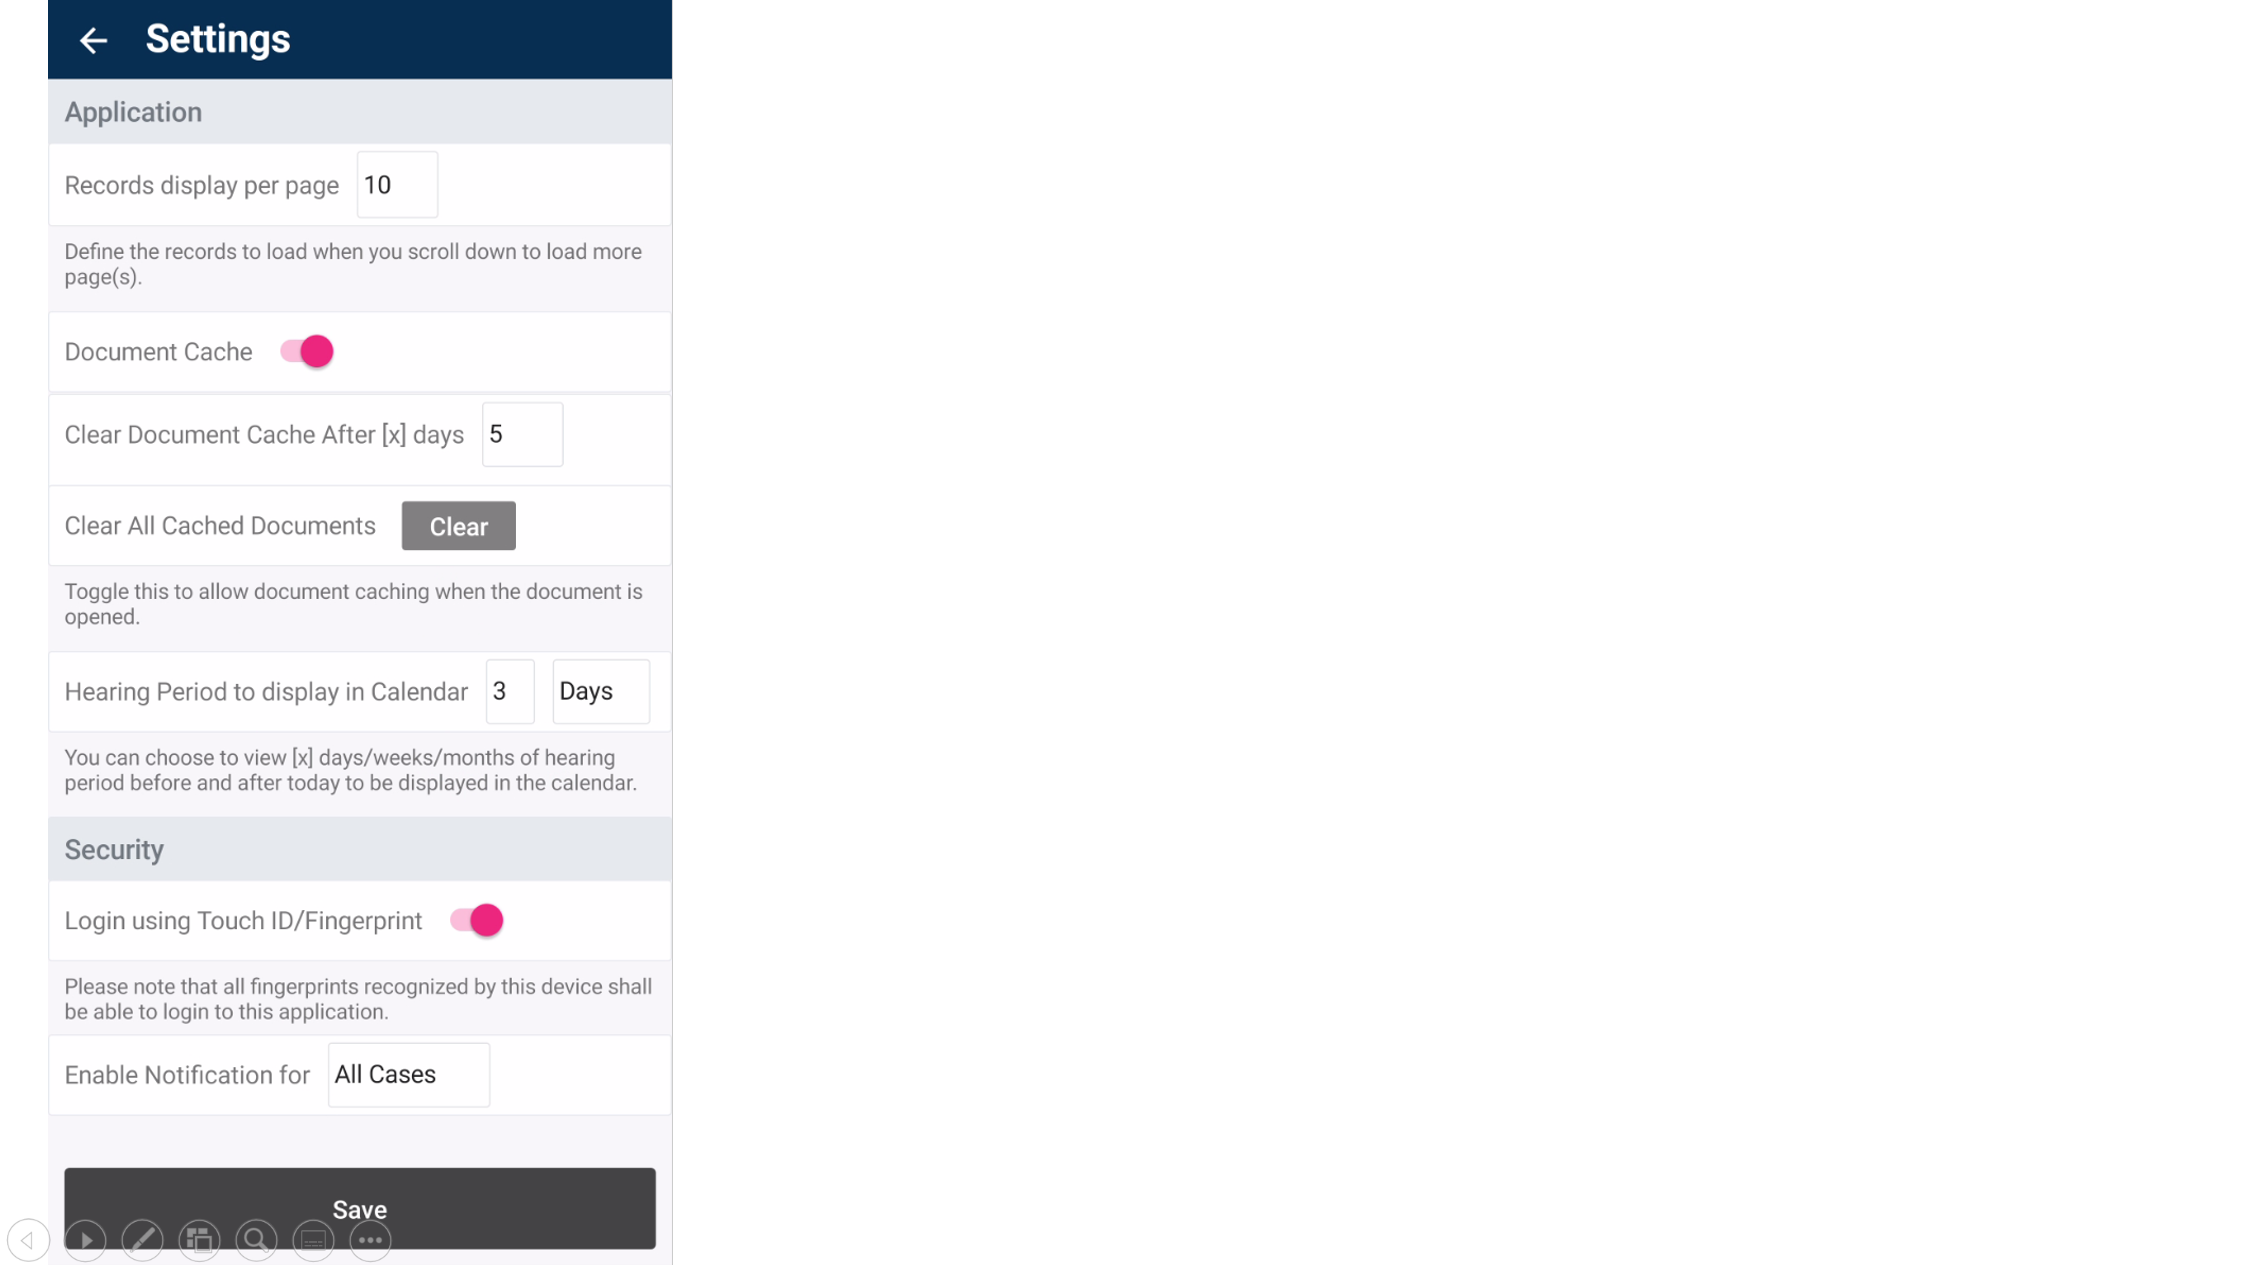 Settings
Application
Records display per page 10
Define the records to load when you scroll down to load more
page(s).
Document Cache
Clear Document Cache After [x] days 5
Clear All Cached Documents Clear
Toggle this to allow document caching when the document is
opened.
Hearing Period to display in Calendar 3 Days
You can choose to view [x] days/weeks/months of hearing
period before and after today to be displayed in the calendar.
Security
Login using Touch ID/Fingerprint
Please note that all fingerprints recognized by this device shall
be able to login to this application.
Enable Notification for All Cases
Save